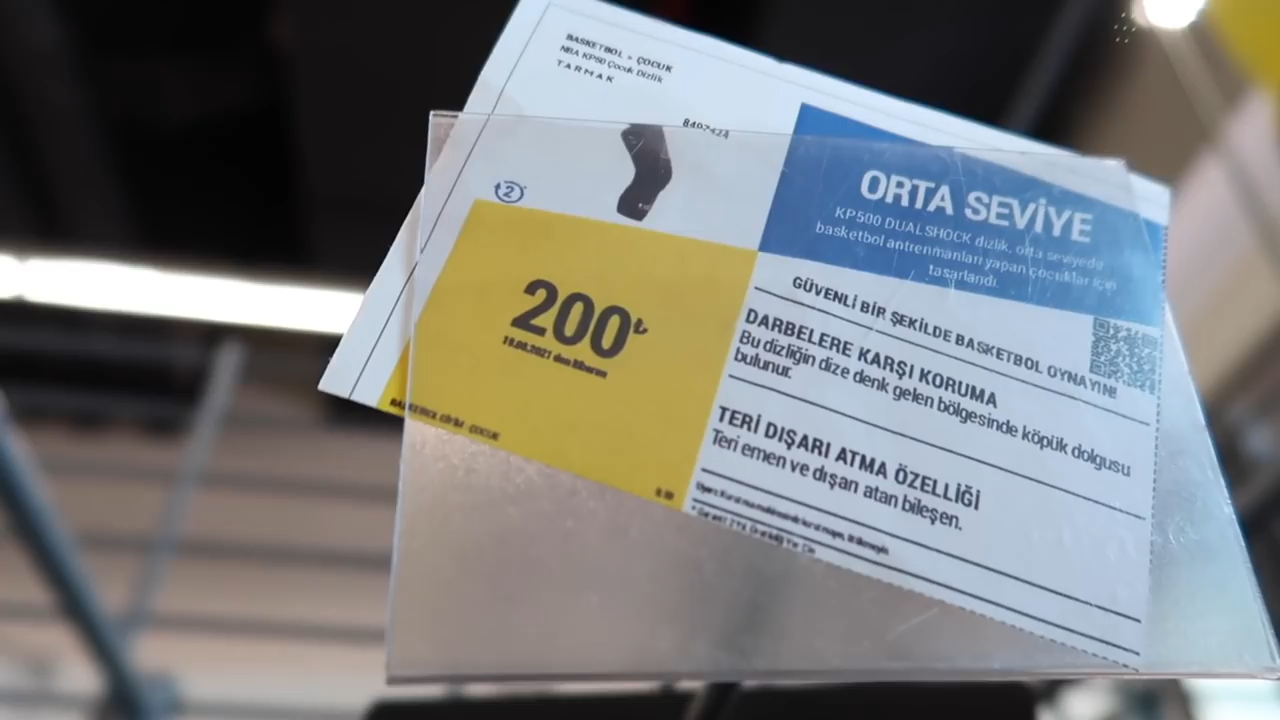 BASKETBOL > ÇOCUK
NBA KP50 Çocuk Dizlik
TARMAK
8497424
2
200₺
ORTA SEVİYE
KP500 DUALSHOCK dizlik, orta seviyede
basketbol antrenmanları yapan çocuklar için
tasarlandı.
GÜVENLİ BİR ŞEKİLDE BASKETBOL OYNAYIN!
DARBELERE KARŞI KORUMA
Bu dizliğin dize denk gelen bölgesinde köpük dolgusu
bulunur.
TERİ DIŞARI ATMA ÖZELLİĞİ
Teri emen ve dışarı atan bileşen.